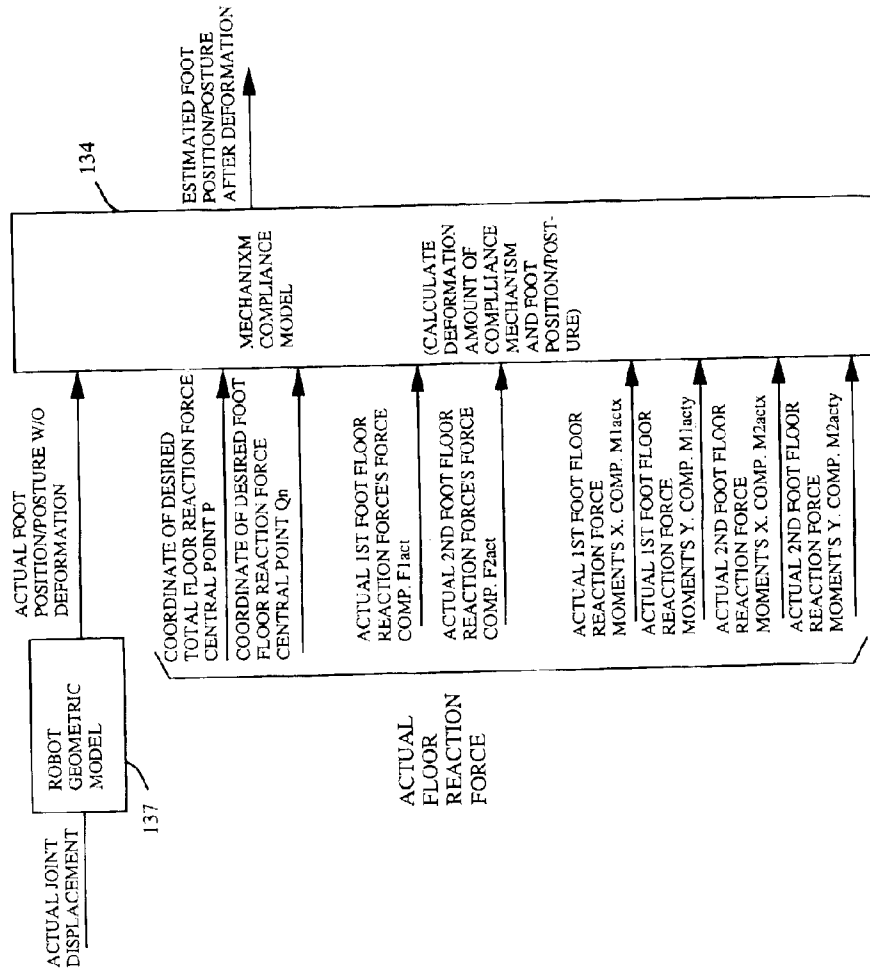 ACTUAL JOINT
DISPLACEMENT
ROBOT
GEOMETRIC
MODEL
137
ACTUAL FOOT
POSITION/POSTURE W/O
DEFORMATION
134
ESTIMATED FOOT
POSITION/POSTURE
AFTER DEFORMATION
COORDINATE OF DESIRED
TOTAL FLOOR REACTION FORCE
CENTRAL POINT P
COORDINATE OF DESIRED FOOT
FLOOR REACTION FORCE
CENTRAL POINT Qn
MECHANIXM
COMPLIANCE
MODEL
ACTUAL
FLOOR
REACTION
FORCE
ACTUAL 1ST FOOT FLOOR
REACTION FORCE'S FORCE
COMP. F1act
ACTUAL 2ND FOOT FLOOR
REACTION FORCE'S FORCE
COMP. F2act
(CALCULATE
DEFORMATION
AMOUNT OF
COMPLLIANCE
MECHANISM
AND FOOT
POSITION/POST-
URE)
ACTUAL 1ST FOOT FLOOR
REACTION FORCE
MOMENT'S X. COMP. M1actx
ACTUAL 1ST FOOT FLOOR
REACTION FORCE
MOMENT'S Y. COMP. M1acty
ACTUAL 2ND FOOT FLOOR
REACTION FORCE
MOMENT'S X. COMP. M2actx
ACTUAL 2ND FOOT FLOOR
REACTION FORCE
MOMENT'S Y. COMP. M2acty